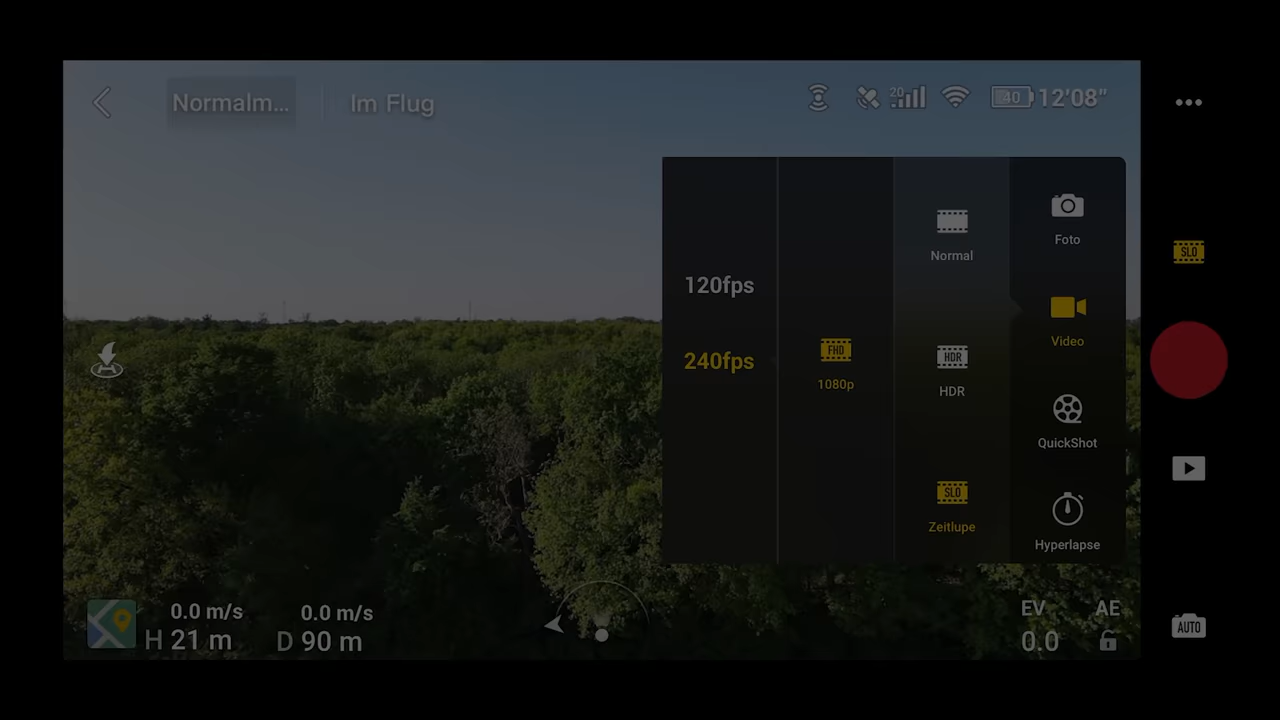 Normalm...
Im Flug
20
40
12'08"
120fps
240fps
FHD
1080p
Normal
HDR
HDR
SLO
Zeitlupe
Foto
Video
QuickShot
Hyperlapse
SLO
0.0 m/s
0.0 m/s
H 21 m
D 90 m
EV
AE
0.0
AUTO